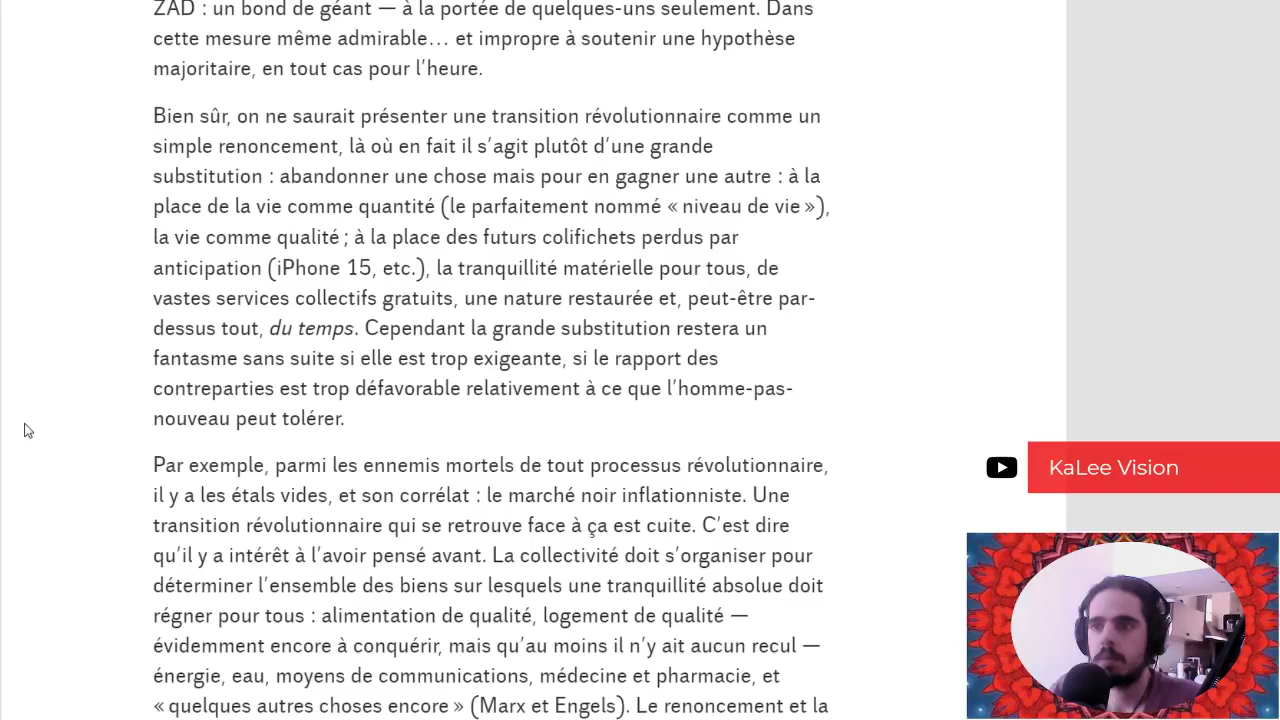 ZAD : un bond de géant — à la portée de quelques-uns seulement. Dans
cette mesure même admirable… et impropre à soutenir une hypothèse
majoritaire, en tout cas pour l’heure.
Bien sûr, on ne saurait présenter une transition révolutionnaire comme un
simple renoncement, là où en fait il s’agit plutôt d’une grande
substitution : abandonner une chose mais pour en gagner une autre : à la
place de la vie comme quantité (le parfaitement nommé « niveau de vie »),
la vie comme qualité ; à la place des futurs colifichets perdus par
anticipation (iPhone 15, etc.), la tranquillité matérielle pour tous, de
vastes services collectifs gratuits, une nature restaurée et, peut-être par-
dessus tout, du temps. Cependant la grande substitution restera un
fantasme sans suite si elle est trop exigeante, si le rapport des
contreparties est trop défavorable relativement à ce que l’homme-pas-
nouveau peut tolérer.
Par exemple, parmi les ennemis mortels de tout processus révolutionnaire,
il y a les étals vides, et son corrélat : le marché noir inflationniste. Une
transition révolutionnaire qui se retrouve face à ça est cuite. C’est dire
qu’il y a intérêt à l’avoir pensé avant. La collectivité doit s’organiser pour
déterminer l’ensemble des biens sur lesquels une tranquillité absolue doit
régner pour tous : alimentation de qualité, logement de qualité —
évidemment encore à conquérir, mais qu’au moins il n’y ait aucun recul —
énergie, eau, moyens de communications, médecine et pharmacie, et
« quelques autres choses encore » (Marx et Engels). Le renoncement et la
KaLee Vision